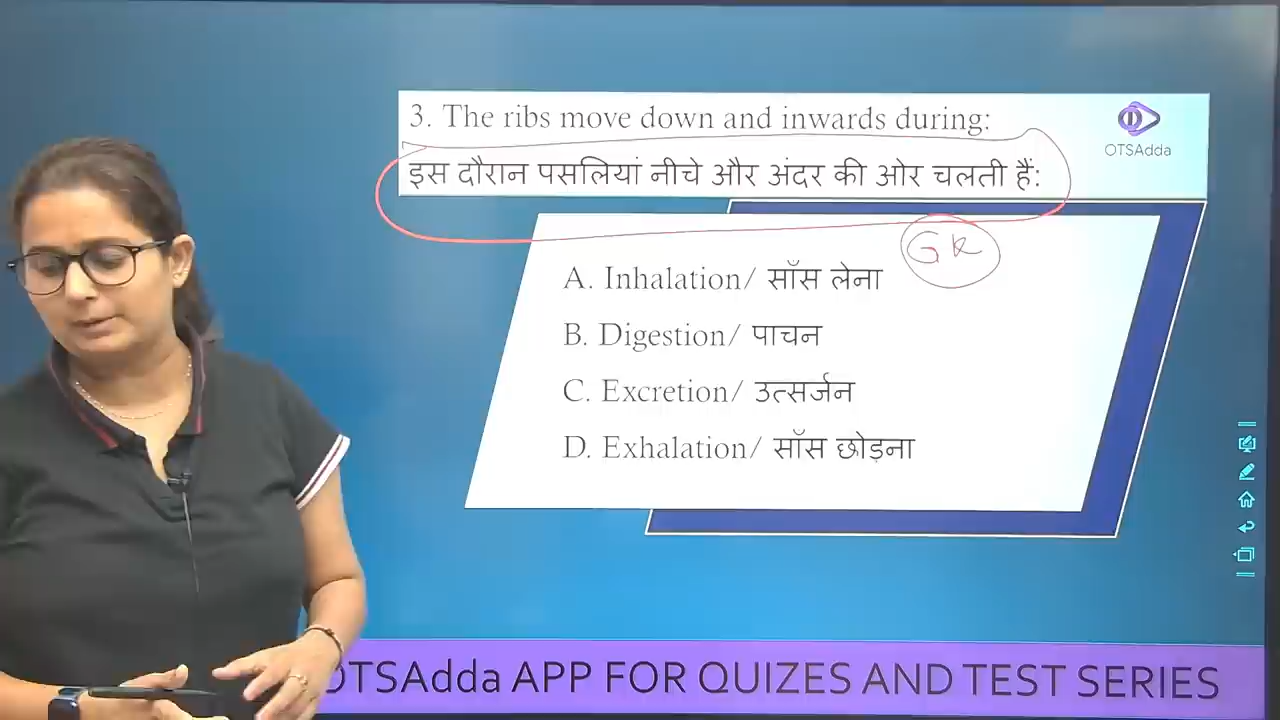 3. The ribs move down and inwards during:
इस दौरान पसलियां नीचे और अंदर की ओर चलती हैं:
OTSAdda
GK
A. Inhalation/ साँस लेना
B. Digestion/ पाचन
C. Excretion/ उत्सर्जन
D. Exhalation/ साँस छोड़ना
OTSAdda APP FOR QUIZES AND TEST SERIES